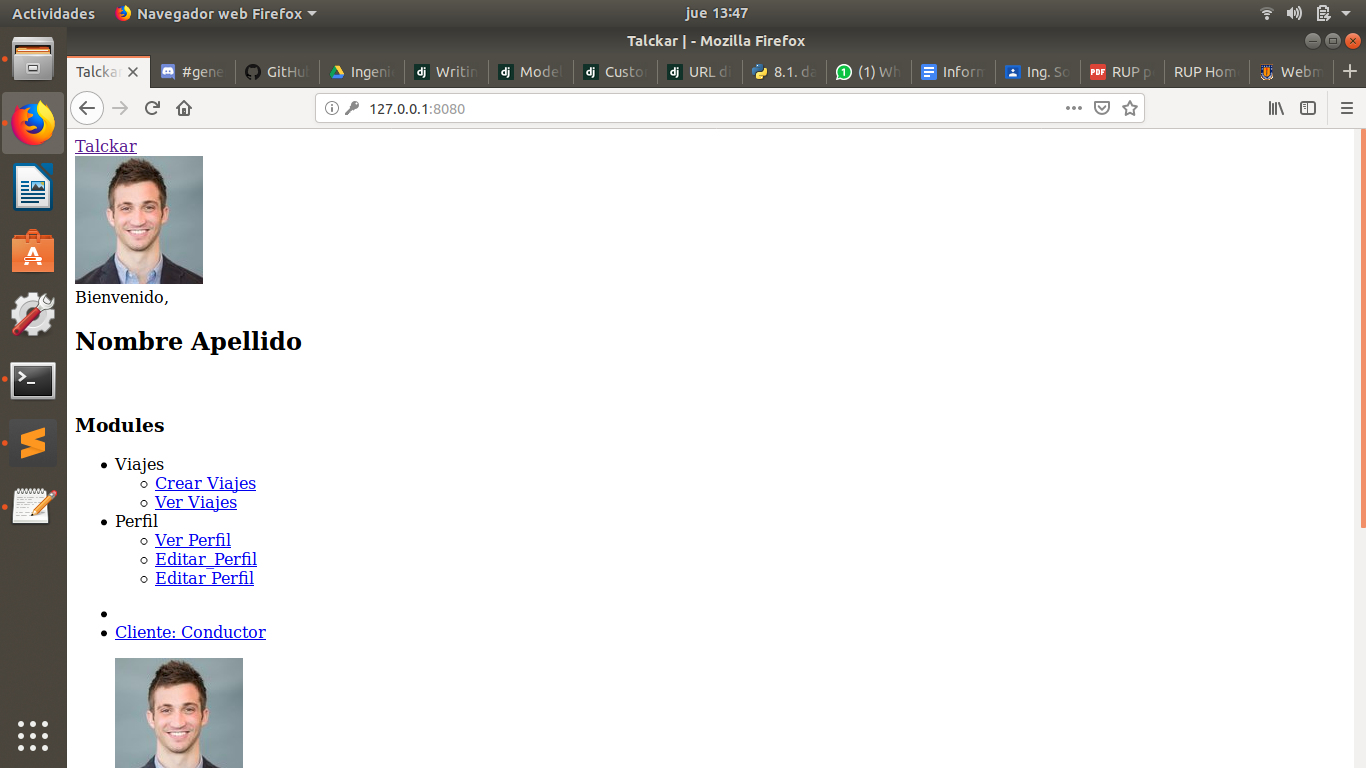 Actividades Navegador web Firefox jue 13:47
Talckar | - Mozilla Firefox
Talckar #gene GitHu Ingeni Writin Mode Custo URL di 8.1. da (1) Wh Inform Ing. So RUP p RUP Hom Webm
127.0.0.1:8080
Talckar
Bienvenido,
Nombre Apellido
Modules
Viajes
Crear Viajes
Ver Viajes
Perfil
Ver Perfil
Editar_Perfil
Editar Perfil
Cliente: Conductor